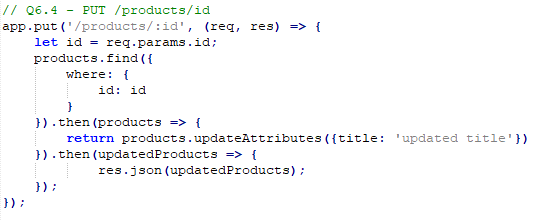 // Q6.4 – PUT /products/id
app.put('/products/:id', (req, res) => {
    let id = req.params.id;
    products.find({
        where: {
            id: id
        }
    }).then(products => {
        return products.updateAttributes({title: 'updated title'})
    }).then(updatedProducts => {
            res.json(updatedProducts);
    });
});